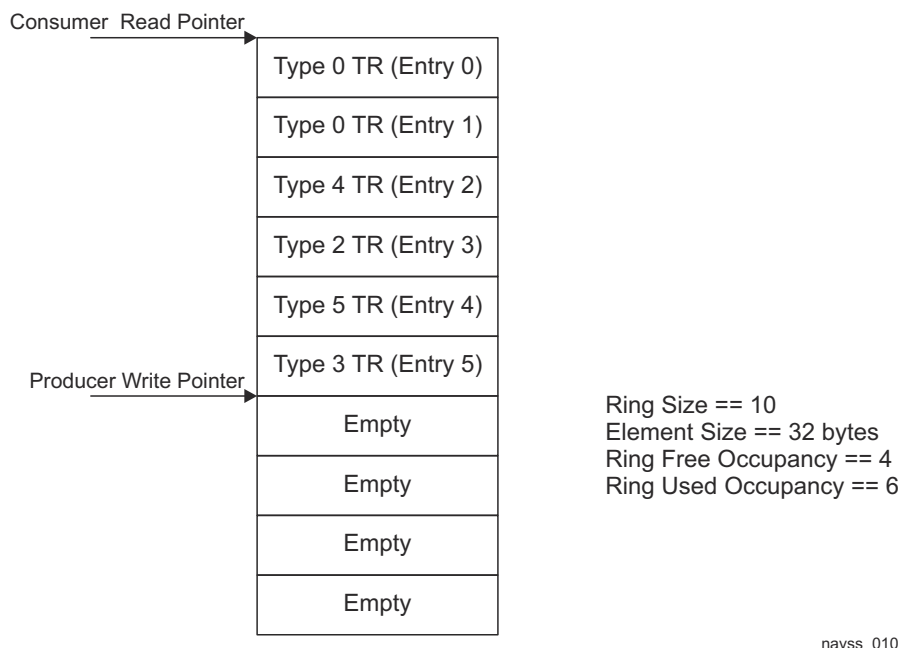 Consumer Read Pointer
Type 0 TR (Entry 0)
Type 0 TR (Entry 1)
Type 4 TR (Entry 2)
Type 2 TR (Entry 3)
Type 5 TR (Entry 4)
Type 3 TR (Entry 5)
Producer Write Pointer
Empty
Empty
Empty
Empty
Ring Size == 10
Element Size == 32 bytes
Ring Free Occupancy == 4
Ring Used Occupancy == 6
navss_010